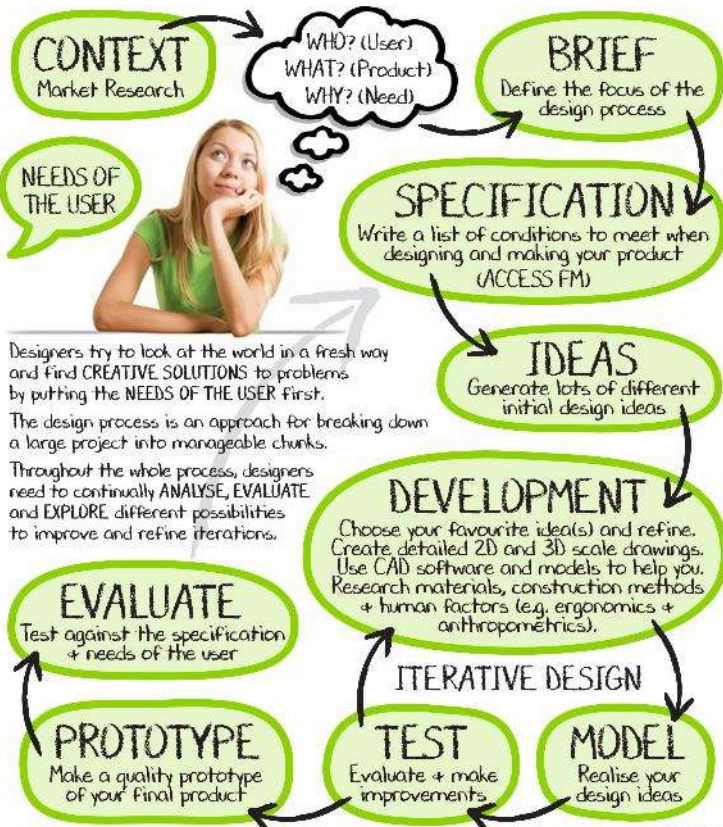 CONTEXT
Market Research
WHO? (User)
WHAT? (Product)
WHY? (Need)
BRIEF
Define the focus of the
design process
NEEDS OF
THE USER
SPECIFICATION
Write a list of conditions to meet when
designing and making your product
(ACCESS FM)
IDEAS
Generate lots of different
initial design ideas
Designers try to look at the world in a fresh way
and find CREATIVE SOLUTIONS to problems
by putting the NEEDS OF THE USER first.
The design process is an approach for breaking down
a large project into manageable chunks.
Throughout the whole process, designers
need to continually ANALYSE, EVALUATE
and EXPLORE different possibilities
to improve and refine iterations.
DEVELOPMENT
Choose your favourite idea(s) and refine.
Create detailed 2D and 3D scale drawings.
Use CAD software and models to help you.
Research materials, construction methods
+ human factors (e.g. ergonomics +
anthropometrics).
ITERATIVE DESIGN
MODEL
Realise your
design ideas
TEST
Evaluate + make
improvements
PROTOTYPE
Make a quality prototype
of your final product
EVALUATE
Test against the specification
+ needs of the user